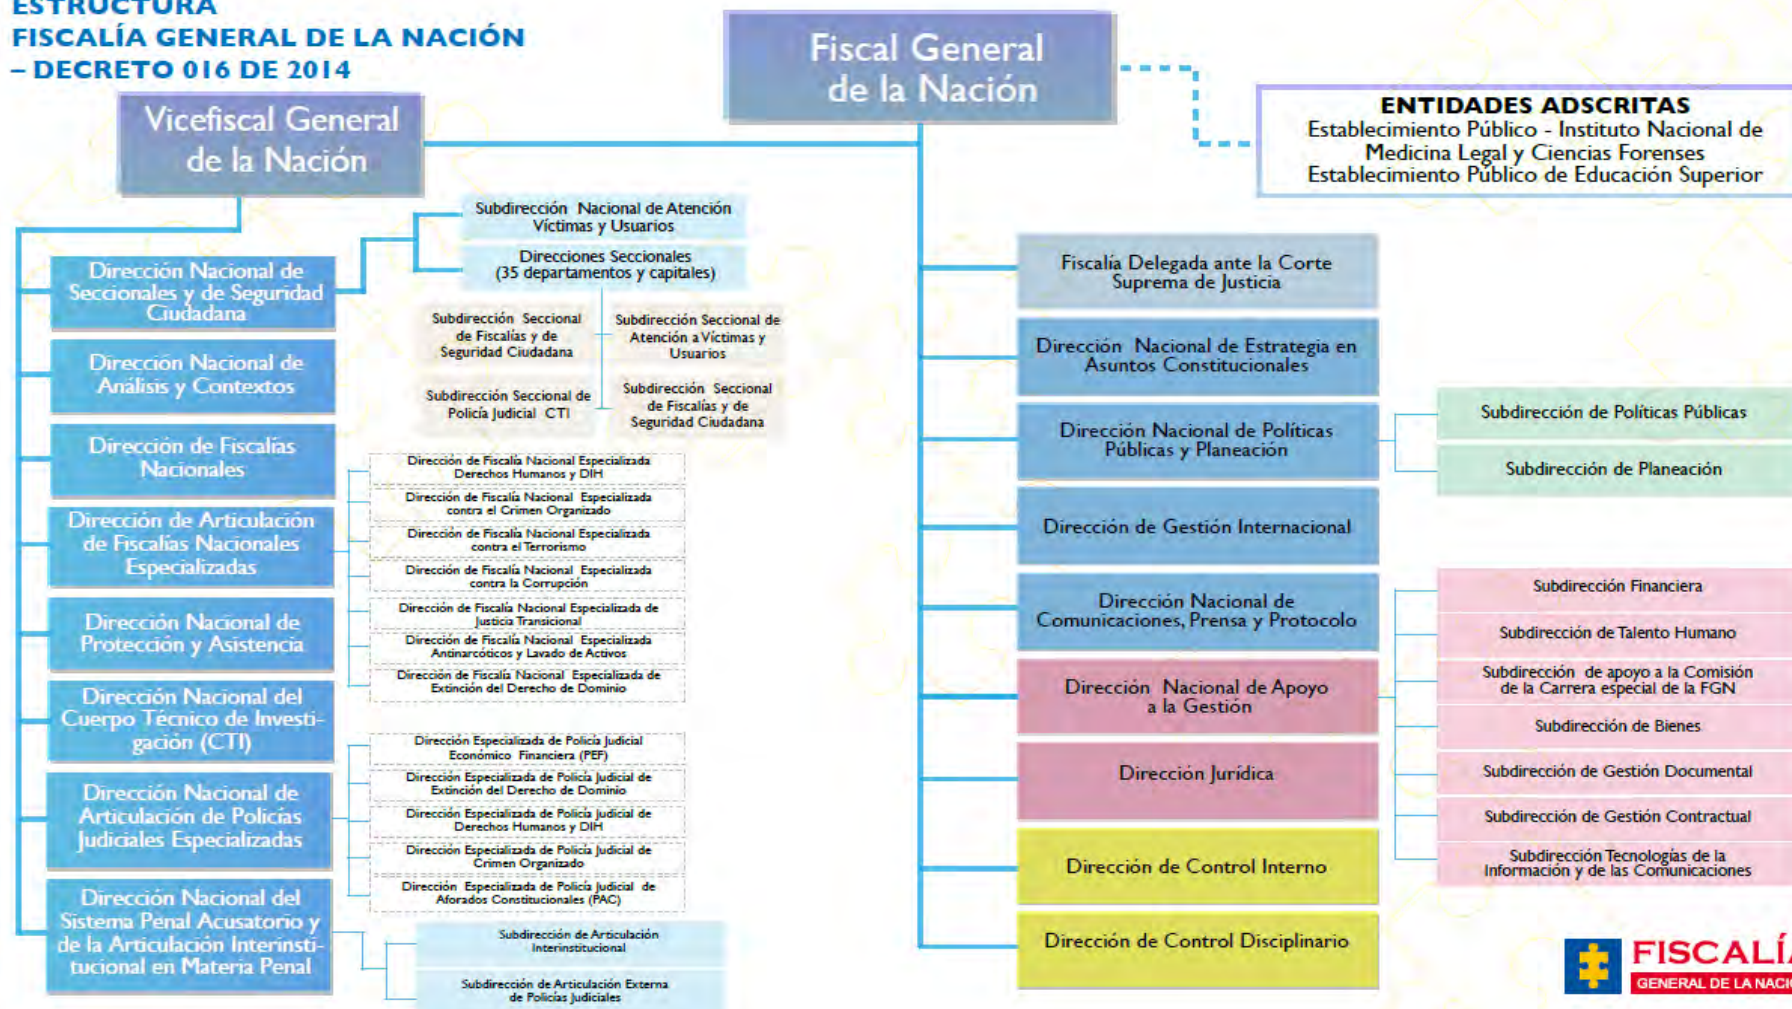 ESTRUCTURA
FISCALÍA GENERAL DE LA NACIÓN
– DECRETO 016 DE 2014
Fiscal General
de la Nación
Vicefiscal General
de la Nación
ENTIDADES ADSCRITAS
Establecimiento Público - Instituto Nacional de
Medicina Legal y Ciencias Forenses
Establecimiento Público de Educación Superior
Dirección Nacional de
Seccionales y de Seguridad
Ciudadana
Subdirección Nacional de Atención
Víctimas y Usuarios
Direcciones Seccionales
(35 departamentos y capitales)
Subdirección Seccional
de Fiscalías y de
Seguridad Ciudadana
Subdirección Seccional de
Atención a Víctimas y
Usuarios
Subdirección Seccional de
Policía Judicial CTI
Subdirección Seccional
de Fiscalías y de
Seguridad Ciudadana
Dirección Nacional de
Análisis y Contextos
Dirección de Fiscalías
Nacionales
Dirección de Articulación
de Fiscalías Nacionales
Especializadas
Dirección de Fiscalía Nacional Especializada
Derechos Humanos y DIH
Dirección de Fiscalía Nacional Especializada
contra el Crimen Organizado
Dirección de Fiscalía Nacional Especializada
contra el Terrorismo
Dirección de Fiscalía Nacional Especializada
contra la Corrupción
Dirección de Fiscalía Nacional Especializada de
Justicia Transicional
Dirección de Fiscalía Nacional Especializada
Antinarcóticos y Lavado de Activos
Dirección de Fiscalía Nacional Especializada de
Extinción del Derecho de Dominio
Dirección Nacional de
Protección y Asistencia
Dirección Nacional del
Cuerpo Técnico de Investi-
gación (CTI)
Dirección Nacional de
Articulación de Policías
Judiciales Especializadas
Dirección Especializada de Policía Judicial
Económico Financiera (PEF)
Dirección Especializada de Policía Judicial de
Extinción del Derecho de Dominio
Dirección Especializada de Policía Judicial de
Derechos Humanos y DIH
Dirección Especializada de Policía Judicial de
Crimen Organizado
Dirección Especializada de Policía Judicial de
Aforados Constitucionales (PAC)
Dirección Nacional del
Sistema Penal Acusatorio y
de la Articulación Interinsti-
tucional en Materia Penal
Subdirección de Articulación
Interinstitucional
Subdirección de Articulación Externa
de Policías Judiciales
Fiscalía Delegada ante la Corte
Suprema de Justicia
Dirección Nacional de Estrategia en
Asuntos Constitucionales
Dirección Nacional de Políticas
Públicas y Planeación
Subdirección de Políticas Públicas
Subdirección de Planeación
Dirección de Gestión Internacional
Dirección Nacional de
Comunicaciones, Prensa y Protocolo
Dirección Nacional de Apoyo
a la Gestión
Subdirección Financiera
Subdirección de Talento Humano
Subdirección de apoyo a la Comisión
de la Carrera especial de la FGN
Subdirección de Bienes
Subdirección de Gestión Documental
Subdirección de Gestión Contractual
Subdirección Tecnologías de la
Información y de las Comunicaciones
Dirección Jurídica
Dirección de Control Interno
Dirección de Control Disciplinario
FISCALÍA
GENERAL DE LA NACIO